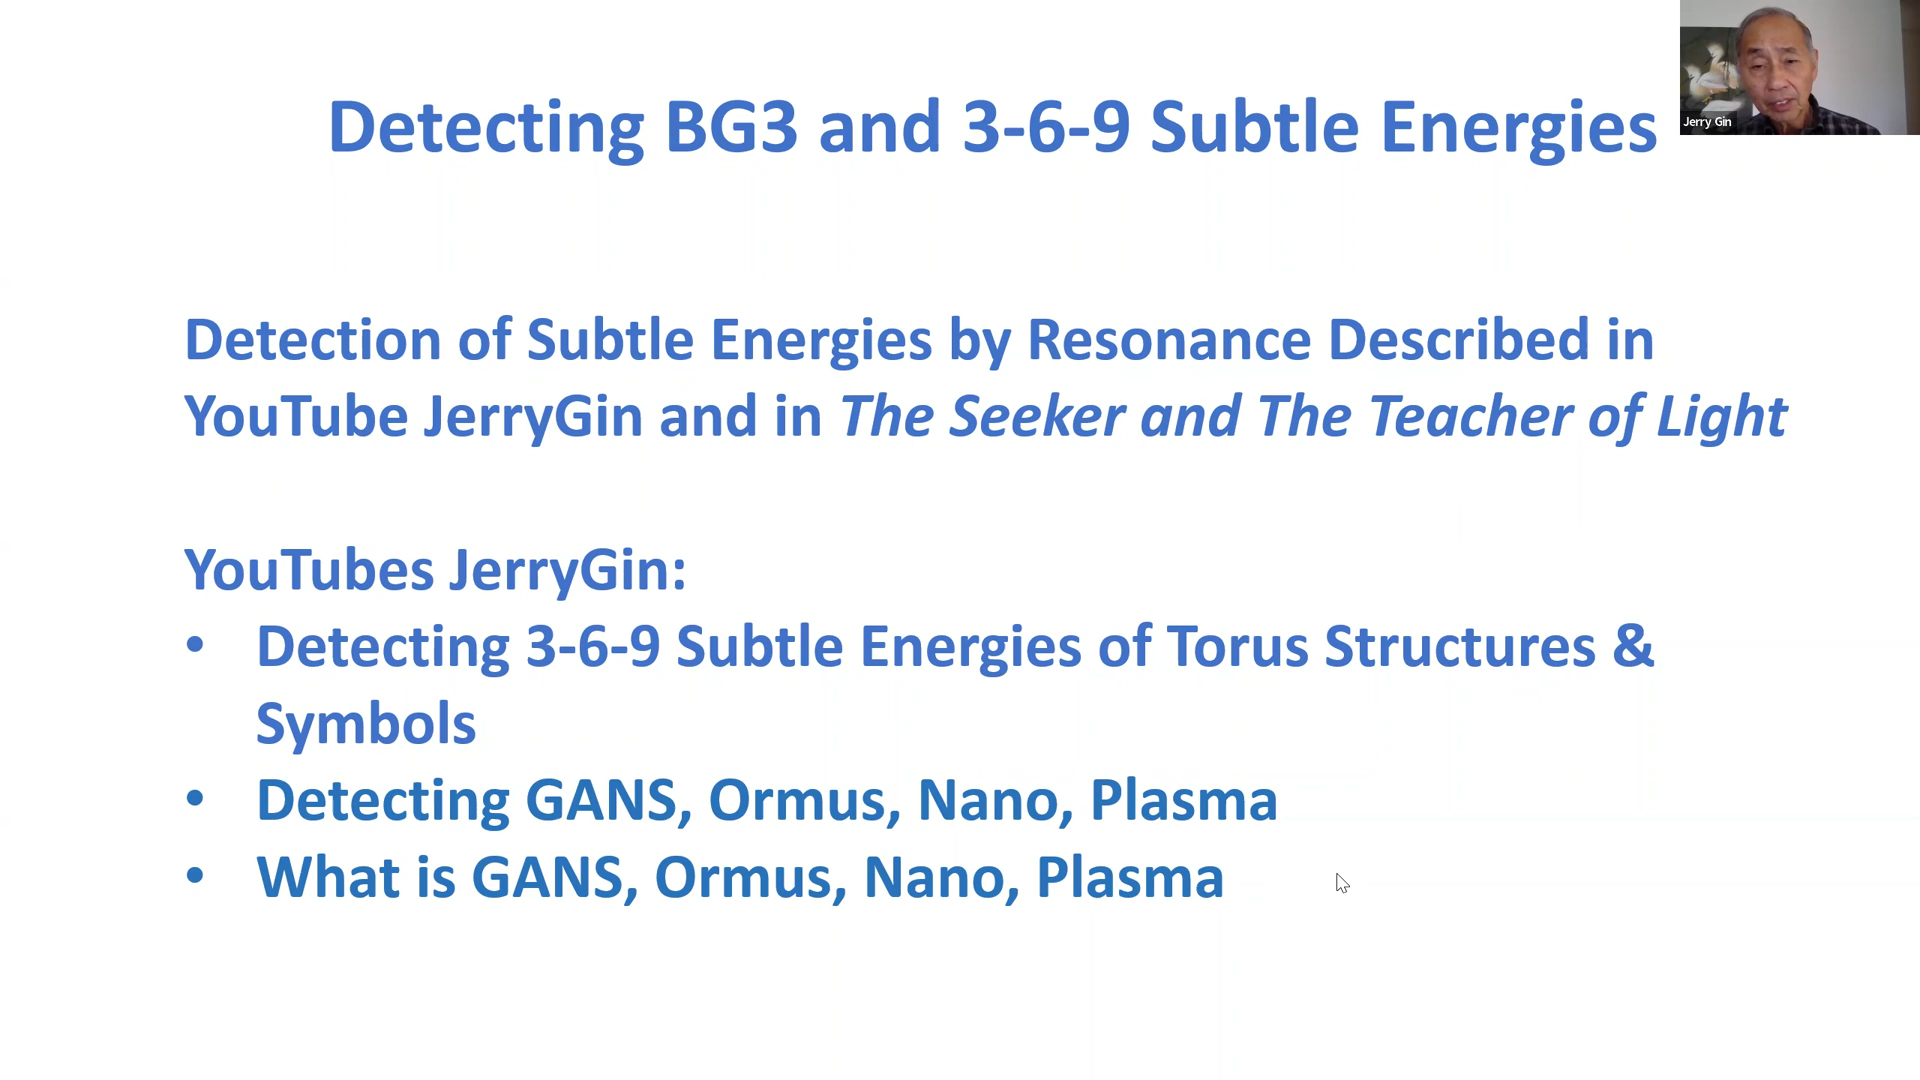 Detecting BG3 and 3-6-9 Subtle Energies
Jerry Gin
Detection of Subtle Energies by Resonance Described in
YouTube JerryGin and in The Seeker and The Teacher of Light
YouTubes JerryGin:
• Detecting 3-6-9 Subtle Energies of Torus Structures &
Symbols
• Detecting GANS, Ormus, Nano, Plasma
• What is GANS, Ormus, Nano, Plasma